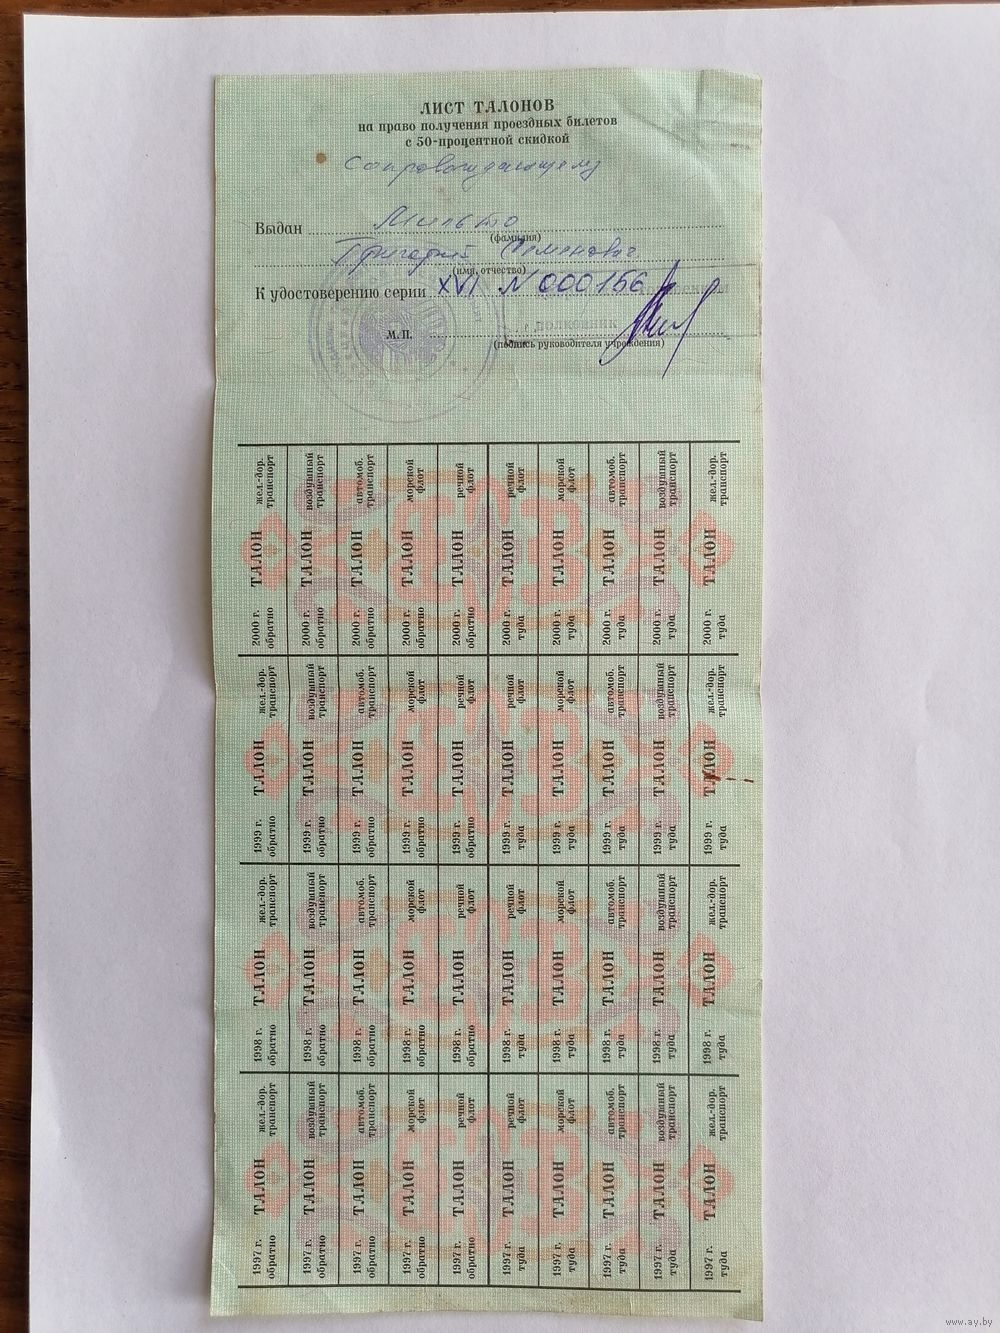 ЛИСТ ТАЛОНОВ
на право получения проездных билетов
с 50-процентной скидкой
Сопровождающему
Выдан Мильто
(фамилия)
Григорий Семенович
(имя, отчество)
К удостоверению серии XVI № 000156
М. П.
полковник
(подпись руководителя учреждения)
2000 г. обратно ТАЛОН жел.-дор. транспорт
2000 г. обратно ТАЛОН воздушный транспорт
2000 г. обратно ТАЛОН автомоб. транспорт
2000 г. обратно ТАЛОН морской флот
2000 г. обратно ТАЛОН речной флот
2000 г. туда ТАЛОН речной флот
2000 г. туда ТАЛОН морской флот
2000 г. туда ТАЛОН автомоб. транспорт
2000 г. туда ТАЛОН воздушный транспорт
2000 г. туда ТАЛОН жел.-дор. транспорт
1999 г. обратно ТАЛОН жел.-дор. транспорт
1999 г. обратно ТАЛОН воздушный транспорт
1999 г. обратно ТАЛОН автомоб. транспорт
1999 г. обратно ТАЛОН морской флот
1999 г. обратно ТАЛОН речной флот
1999 г. туда ТАЛОН речной флот
1999 г. туда ТАЛОН морской флот
1999 г. туда ТАЛОН автомоб. транспорт
1999 г. туда ТАЛОН воздушный транспорт
1999 г. туда ТАЛОН жел.-дор. транспорт
1998 г. обратно ТАЛОН жел.-дор. транспорт
1998 г. обратно ТАЛОН воздушный транспорт
1998 г. обратно ТАЛОН автомоб. транспорт
1998 г. обратно ТАЛОН морской флот
1998 г. обратно ТАЛОН речной флот
1998 г. туда ТАЛОН речной флот
1998 г. туда ТАЛОН морской флот
1998 г. туда ТАЛОН автомоб. транспорт
1998 г. туда ТАЛОН воздушный транспорт
1998 г. туда ТАЛОН жел.-дор. транспорт
1997 г. обратно ТАЛОН жел.-дор. транспорт
1997 г. обратно ТАЛОН воздушный транспорт
1997 г. обратно ТАЛОН автомоб. транспорт
1997 г. обратно ТАЛОН морской флот
1997 г. обратно ТАЛОН речной флот
1997 г. туда ТАЛОН речной флот
1997 г. туда ТАЛОН морской флот
1997 г. туда ТАЛОН автомоб. транспорт
1997 г. туда ТАЛОН воздушный транспорт
1997 г. туда ТАЛОН жел.-дор. транспорт
www.ay.by